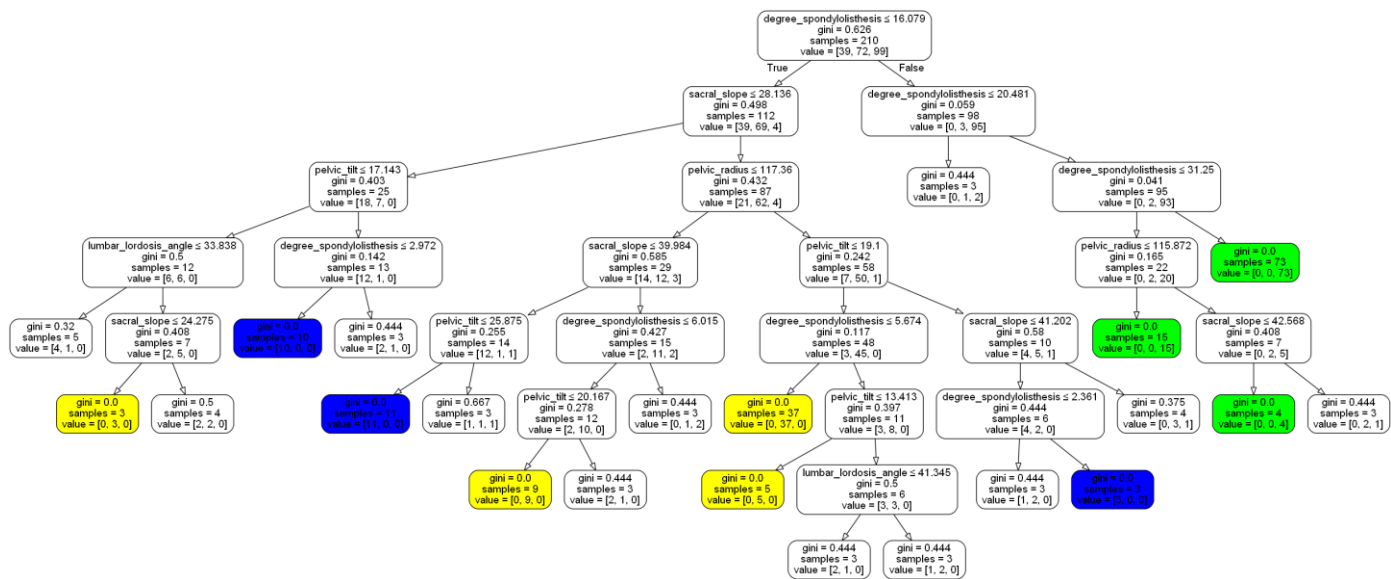 degree_spondylolisthesis ≤ 16.079
gini = 0.626
samples = 210
value = [39, 72, 99]
True
False
sacral_slope ≤ 28.136
gini = 0.498
samples = 112
value = [39, 69, 4]
degree_spondylolisthesis ≤ 20.481
gini = 0.059
samples = 98
value = [0, 3, 95]
pelvic_tilt ≤ 17.143
gini = 0.403
samples = 25
value = [18, 7, 0]
pelvic_radius ≤ 117.36
gini = 0.432
samples = 87
value = [21, 62, 4]
gini = 0.444
samples = 3
value = [0, 1, 2]
degree_spondylolisthesis ≤ 31.25
gini = 0.041
samples = 95
value = [0, 2, 93]
lumbar_lordosis_angle ≤ 33.838
gini = 0.5
samples = 12
value = [6, 6, 0]
degree_spondylolisthesis ≤ 2.972
gini = 0.142
samples = 13
value = [12, 1, 0]
sacral_slope ≤ 39.984
gini = 0.585
samples = 29
value = [14, 12, 3]
pelvic_tilt ≤ 19.1
gini = 0.242
samples = 58
value = [7, 50, 1]
pelvic_radius ≤ 115.872
gini = 0.165
samples = 22
value = [0, 2, 20]
gini = 0.0
samples = 73
value = [0, 0, 73]
gini = 0.32
samples = 5
value = [4, 1, 0]
sacral_slope ≤ 24.275
gini = 0.408
samples = 7
value = [2, 5, 0]
gini = 0.0
samples = 10
value = [10, 0, 0]
gini = 0.444
samples = 3
value = [2, 1, 0]
pelvic_tilt ≤ 25.875
gini = 0.255
samples = 14
value = [12, 1, 1]
degree_spondylolisthesis ≤ 6.015
gini = 0.427
samples = 15
value = [2, 11, 2]
degree_spondylolisthesis ≤ 5.674
gini = 0.117
samples = 48
value = [3, 45, 0]
sacral_slope ≤ 41.202
gini = 0.58
samples = 10
value = [4, 5, 1]
gini = 0.0
samples = 15
value = [0, 0, 15]
sacral_slope ≤ 42.568
gini = 0.408
samples = 7
value = [0, 2, 5]
gini = 0.0
samples = 3
value = [0, 3, 0]
gini = 0.5
samples = 4
value = [2, 2, 0]
gini = 0.0
samples = 11
value = [11, 0, 0]
gini = 0.667
samples = 3
value = [1, 1, 1]
pelvic_tilt ≤ 20.167
gini = 0.278
samples = 12
value = [2, 10, 0]
gini = 0.444
samples = 3
value = [0, 1, 2]
gini = 0.0
samples = 37
value = [0, 37, 0]
pelvic_tilt ≤ 13.413
gini = 0.397
samples = 11
value = [3, 8, 0]
degree_spondylolisthesis ≤ 2.361
gini = 0.444
samples = 6
value = [4, 2, 0]
gini = 0.375
samples = 4
value = [0, 3, 1]
gini = 0.0
samples = 4
value = [0, 0, 4]
gini = 0.444
samples = 3
value = [0, 2, 1]
gini = 0.0
samples = 9
value = [0, 9, 0]
gini = 0.444
samples = 3
value = [2, 1, 0]
gini = 0.0
samples = 5
value = [0, 5, 0]
lumbar_lordosis_angle ≤ 41.345
gini = 0.5
samples = 6
value = [3, 3, 0]
gini = 0.444
samples = 3
value = [1, 2, 0]
gini = 0.0
samples = 3
value = [3, 0, 0]
gini = 0.444
samples = 3
value = [2, 1, 0]
gini = 0.444
samples = 3
value = [1, 2, 0]